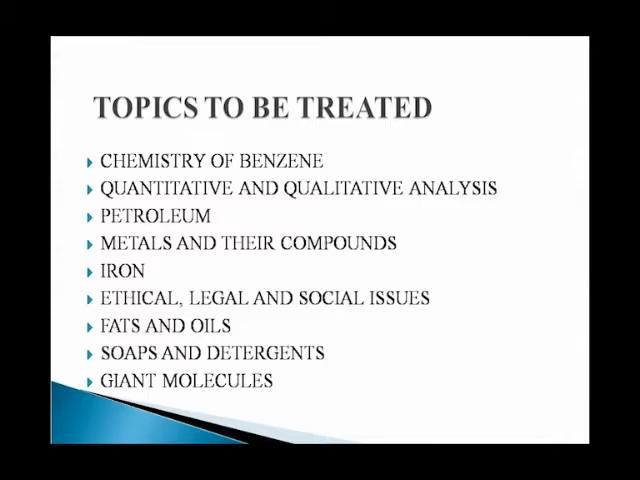 TOPICS TO BE TREATED
CHEMISTRY OF BENZENE
QUANTITATIVE AND QUALITATIVE ANALYSIS
PETROLEUM
METALS AND THEIR COMPOUNDS
IRON
ETHICAL, LEGAL AND SOCIAL ISSUES
FATS AND OILS
SOAPS AND DETERGENTS
GIANT MOLECULES